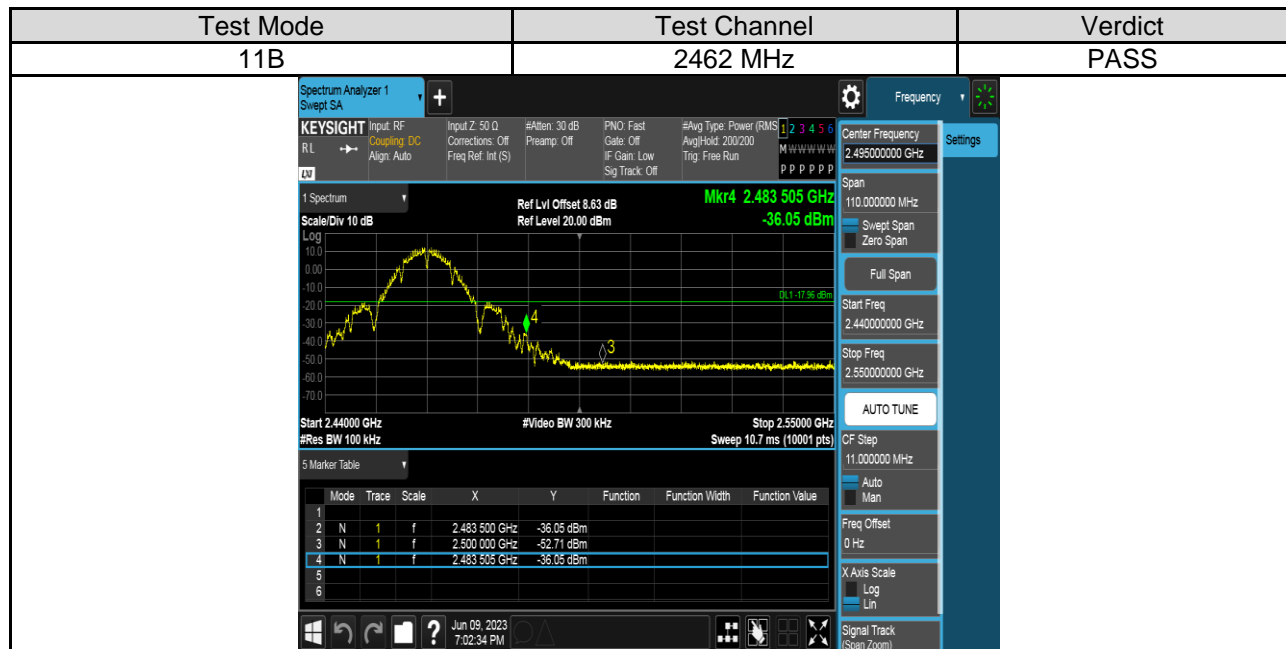 Test Mode Test Channel Verdict
11B 2462 MHz PASS
Spectrum Analyzer 1
Swept SA
+
Frequency
KEYSIGHT
RL
LXI
Input: RF
Coupling: DC
Align: Auto
Input Z: 50 Ω
Corrections: Off
Freq Ref: Int (S)
#Atten: 30 dB
Preamp: Off
PNO: Fast
Gate: Off
IF Gain: Low
Sig Track: Off
#Avg Type: Power (RMS
Avg|Hold: 200/200
Trig: Free Run
1 2 3 4 5 6
M W W W W W
P P P P P P
Center Frequency
2.495000000 GHz
Settings
Span
110.000000 MHz
Swept Span
Zero Span
Full Span
Start Freq
2.440000000 GHz
Stop Freq
2.550000000 GHz
AUTO TUNE
CF Step
11.000000 MHz
Auto
Man
Freq Offset
0 Hz
X Axis Scale
Log
Lin
Signal Track
(Span Zoom)
1 Spectrum
Scale/Div 10 dB
Ref Lvl Offset 8.63 dB
Ref Level 20.00 dBm
Mkr4 2.483 505 GHz
-36.05 dBm
Log
10.0
0.00
-10.0
-20.0
-30.0
-40.0
-50.0
-60.0
-70.0
DL1 -17.96 dBm
4
3
Start 2.44000 GHz
#Res BW 100 kHz
#Video BW 300 kHz
Stop 2.55000 GHz
Sweep 10.7 ms (10001 pts)
5 Marker Table
Mode Trace Scale X Y Function Function Width Function Value
1
2 N 1 f 2.483 500 GHz -36.05 dBm
3 N 1 f 2.500 000 GHz -52.71 dBm
4 N 1 f 2.483 505 GHz -36.05 dBm
5
6
?
Jun 09, 2023
7:02:34 PM